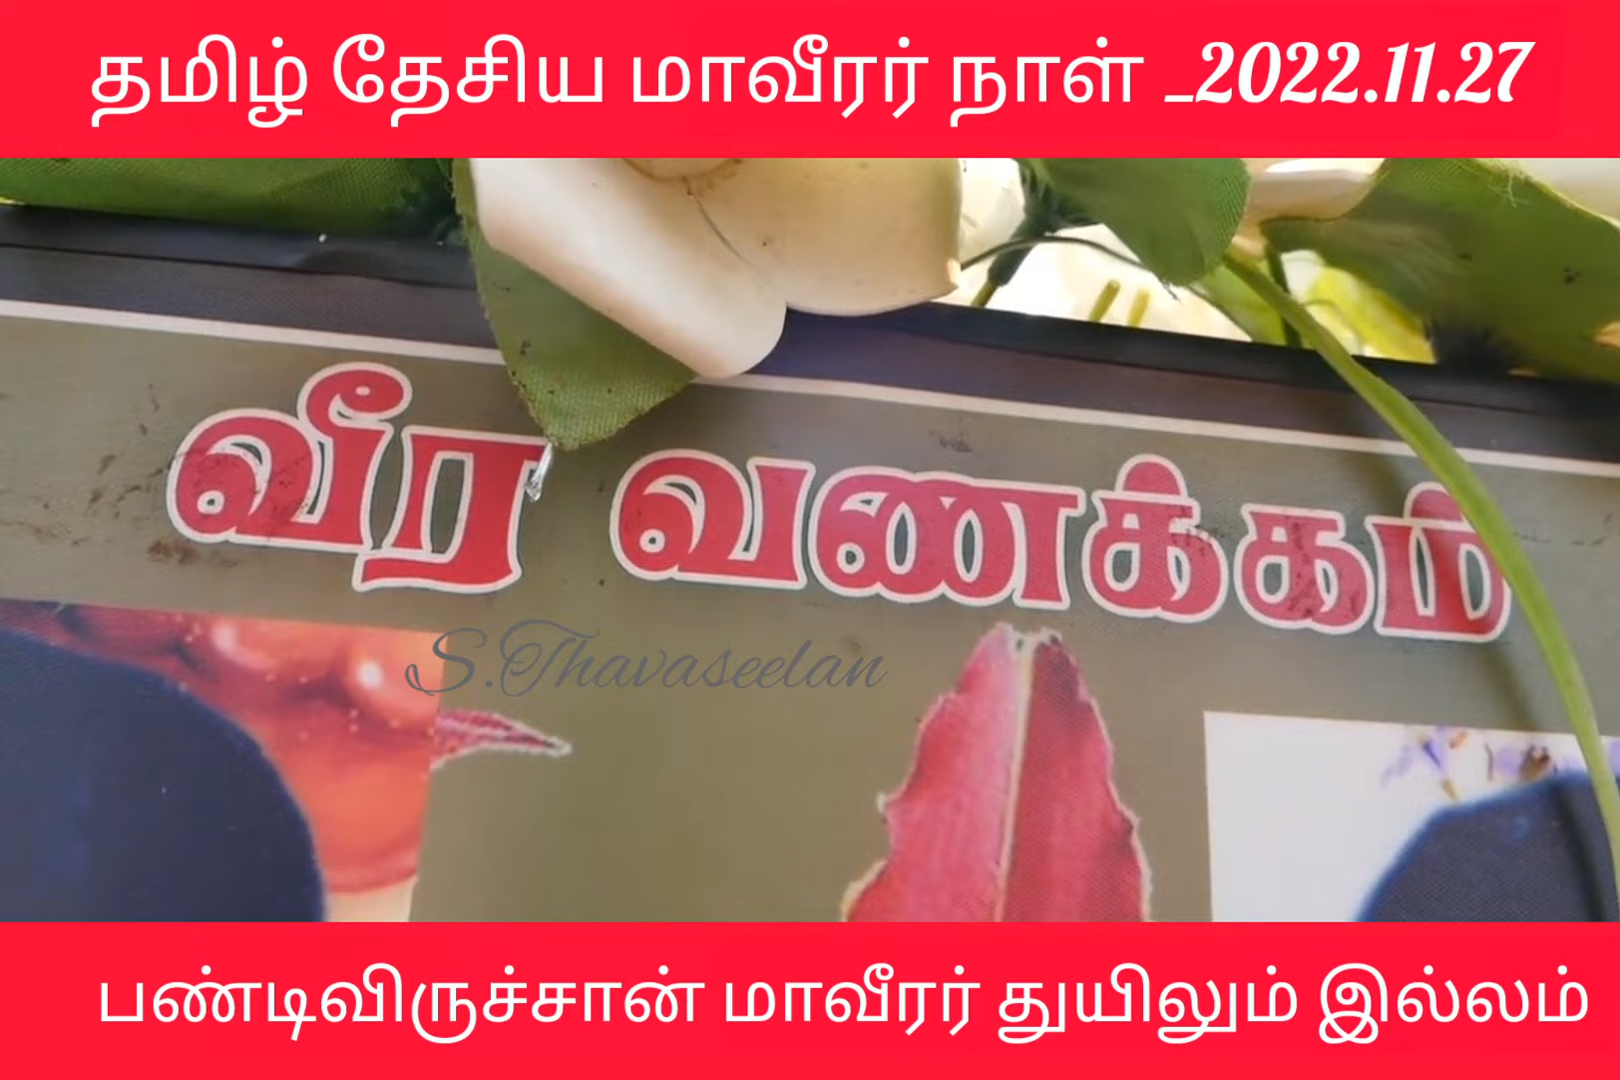 தமிழ் தேசிய மாவீரர் நாள் _2022.11.27
வீர வணக்கம்
S.Thavaseelan
பண்டிவிருச்சான் மாவீரர் துயிலும் இல்லம்